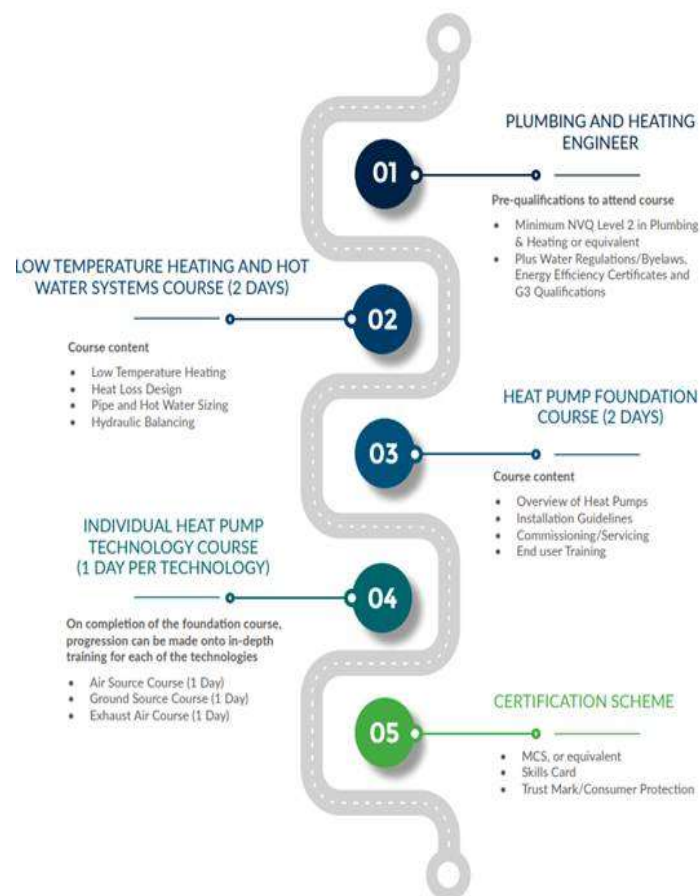 01
PLUMBING AND HEATING
ENGINEER
Pre-qualifications to attend course
• Minimum NVQ Level 2 in Plumbing
& Heating or equivalent
• Plus Water Regulations/Byelaws,
Energy Efficiency Certificates and
G3 Qualifications
LOW TEMPERATURE HEATING AND HOT
WATER SYSTEMS COURSE (2 DAYS)
02
Course content
• Low Temperature Heating
• Heat Loss Design
• Pipe and Hot Water Sizing
• Hydraulic Balancing
03
HEAT PUMP FOUNDATION
COURSE (2 DAYS)
Course content
• Overview of Heat Pumps
• Installation Guidelines
• Commissioning/Servicing
• End user Training
INDIVIDUAL HEAT PUMP
TECHNOLOGY COURSE
(1 DAY PER TECHNOLOGY)
04
On completion of the foundation course,
progression can be made onto in-depth
training for each of the technologies
• Air Source Course (1 Day)
• Ground Source Course (1 Day)
• Exhaust Air Course (1 Day)
05
CERTIFICATION SCHEME
• MCS, or equivalent
• Skills Card
• Trust Mark/Consumer Protection